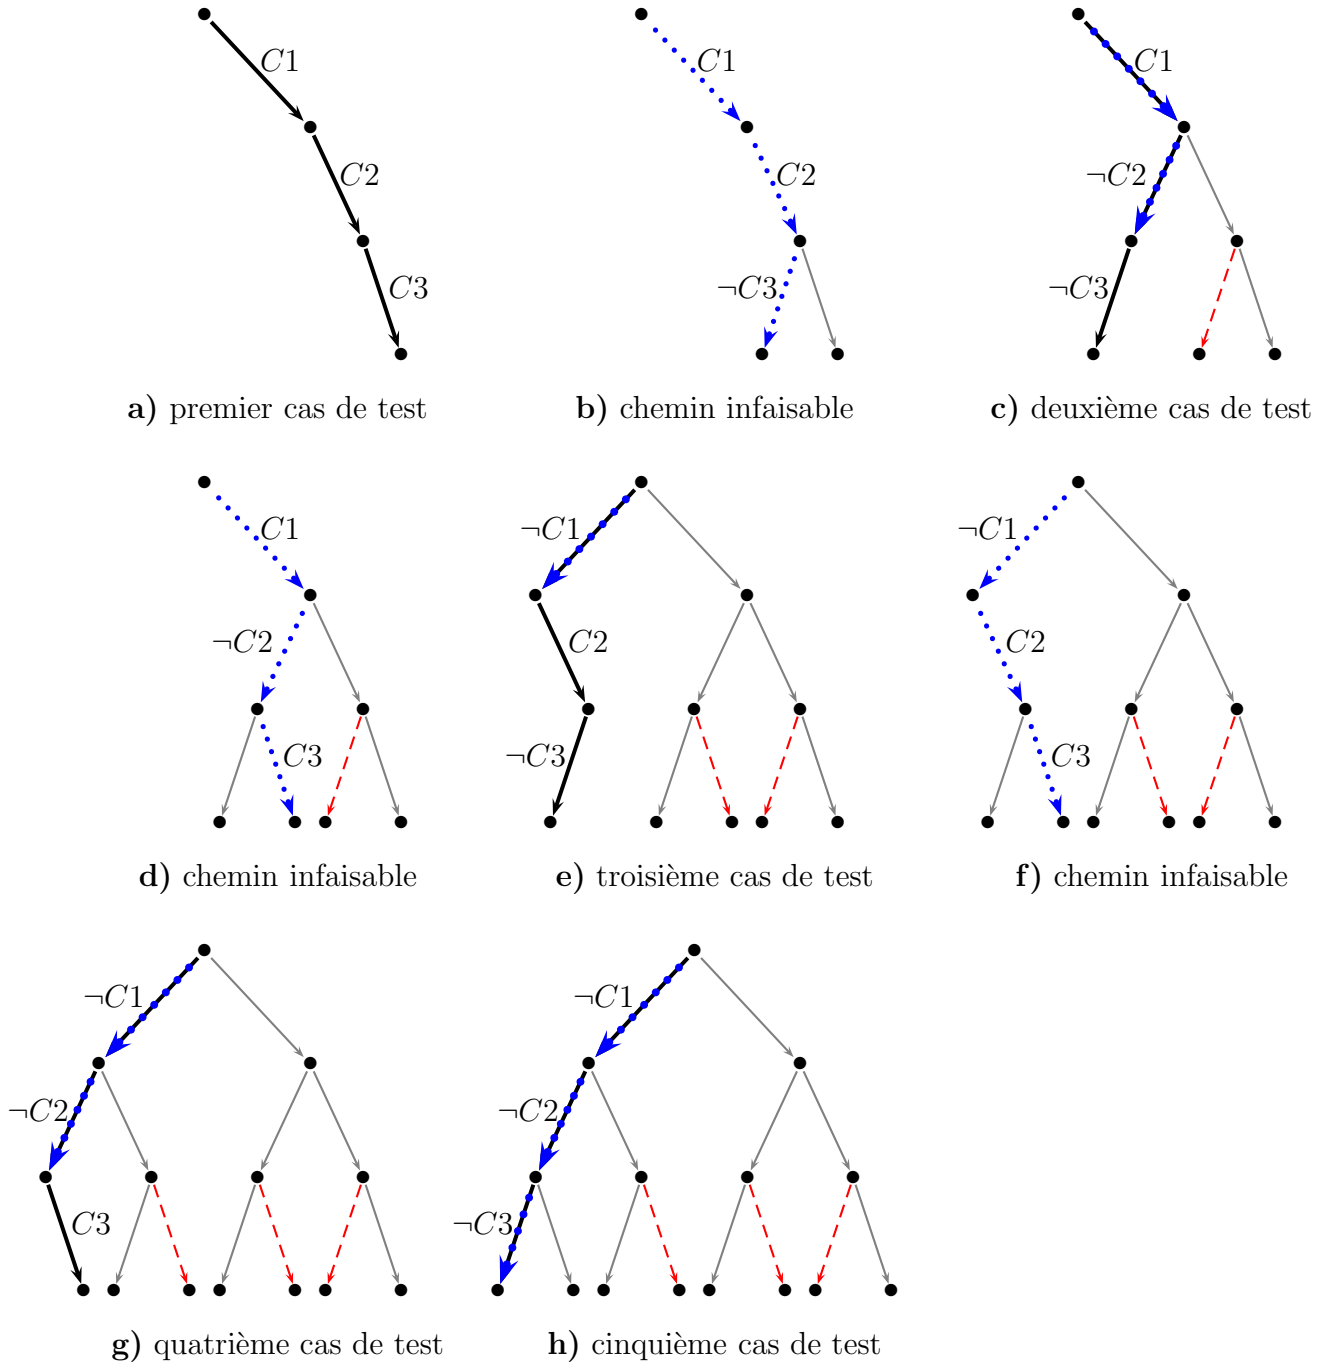 C1
C2
C3
a) premier cas de test
C1
C2
¬C3
b) chemin infaisable
C1
¬C2
¬C3
c) deuxième cas de test
C1
¬C2
C3
d) chemin infaisable
¬C1
C2
¬C3
e) troisième cas de test
¬C1
C2
C3
f) chemin infaisable
¬C1
¬C2
C3
g) quatrième cas de test
¬C1
¬C2
¬C3
h) cinquième cas de test